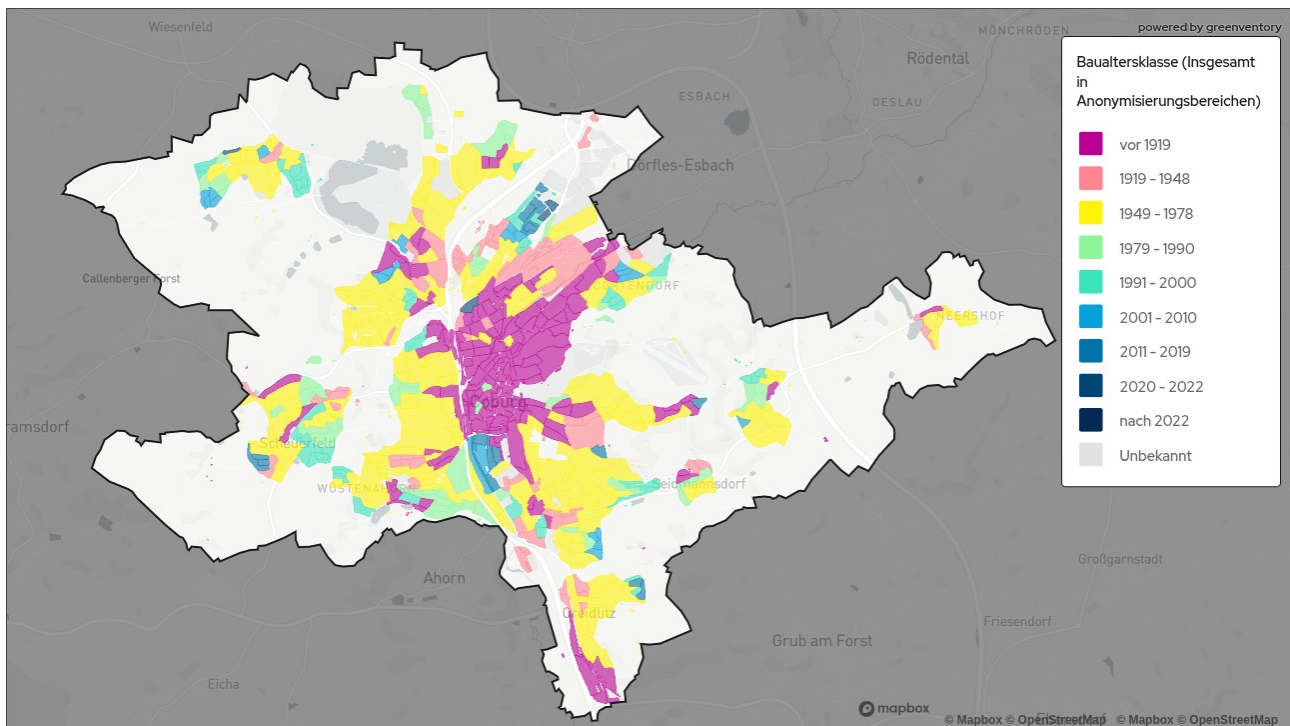 Wiesenfeld
MÖNCHRÖDEN
powered by greenventory
Rödental
ESBACH
OESLAU
Dörfles-Esbach
Callenberger Forst
CORTENDORF
NEERSHOF
Coburg
ramsdorf
Scheuerfeld
WÜSTENAHORN
Seidmannsdorf
Ahorn
Creidlitz
Großgarnstadt
Friesendorf
Grub am Forst
Eicha
Baualtersklasse (Insgesamt
in
Anonymisierungsbereichen)
vor 1919
1919 - 1948
1949 - 1978
1979 - 1990
1991 - 2000
2001 - 2010
2011 - 2019
2020 - 2022
nach 2022
Unbekannt
mapbox
© Mapbox © OpenStreetMap © Mapbox © OpenStreetMap